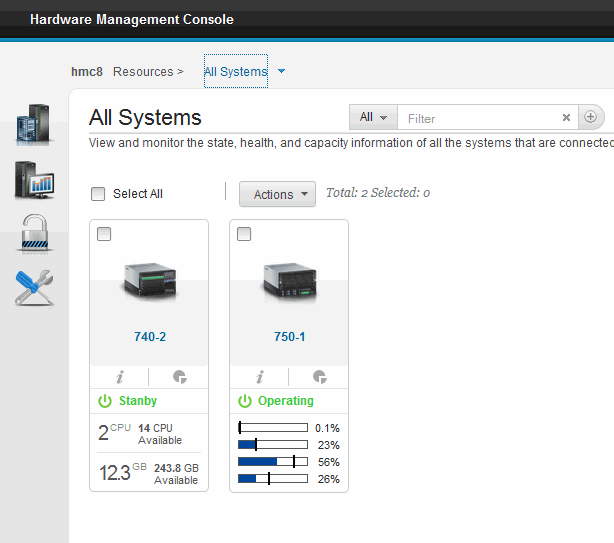 Hardware Management Console
hmc8 Resources > All Systems
All Systems
All Filter
View and monitor the state, health, and capacity information of all the systems that are connected
Select All Actions Total: 2 Selected: 0
740-2
Stanby
2 CPU 14 CPU
Available
12.3 GB 243.8 GB
Available
750-1
Operating
0.1%
23%
56%
26%